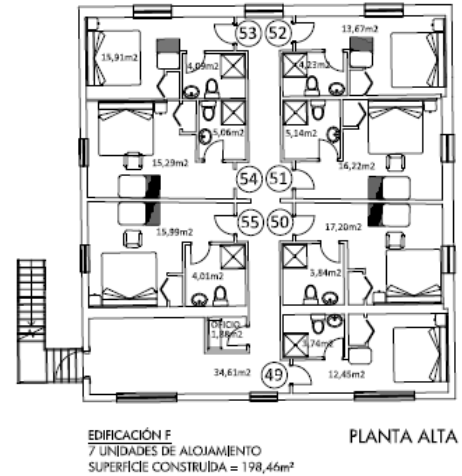 53 52
15,91m2 4,09m2 4,23m2 13,67m2
5,06m2 5,14m2
15,29m2 54 51 16,22m2
15,99m2 55 50 17,20m2
4,01m2 3,84m2
OFICIO
1,88m2
3,74m2
34,61m2 49 12,45m2
EDIFICACIÓN F
7 UNIDADES DE ALOJAMIENTO
SUPERFICIE CONSTRUIDA = 198,46m²
PLANTA ALTA